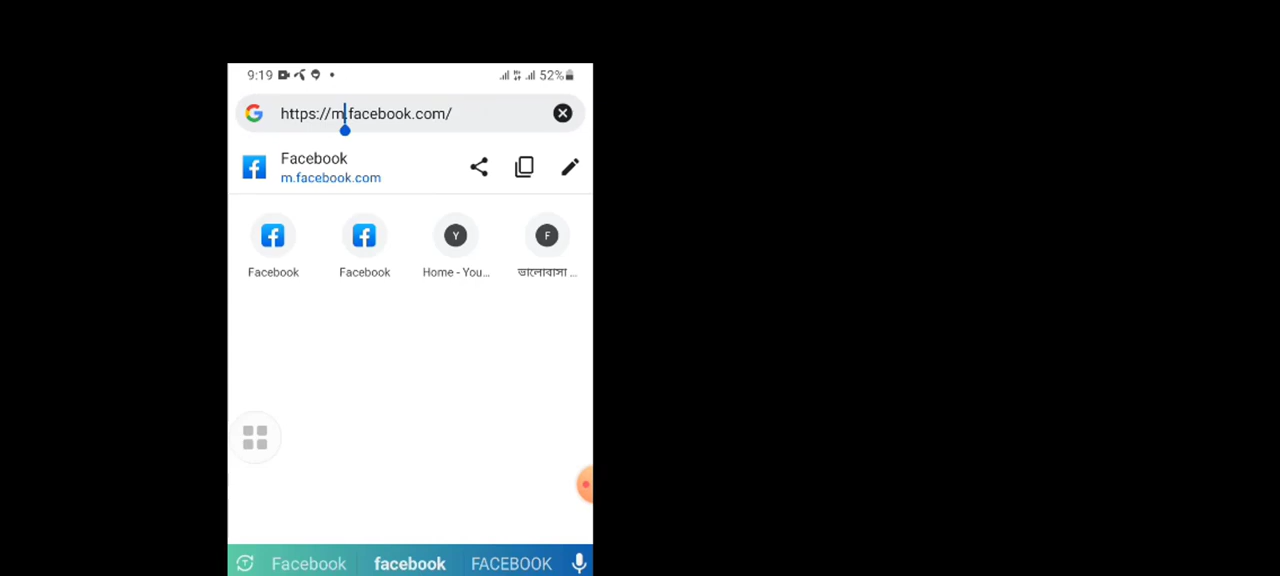 9:19 52%
https://m.facebook.com/
Facebook
m.facebook.com
Facebook Facebook Home - You... ভালোবাসা ...
Facebook facebook FACEBOOK